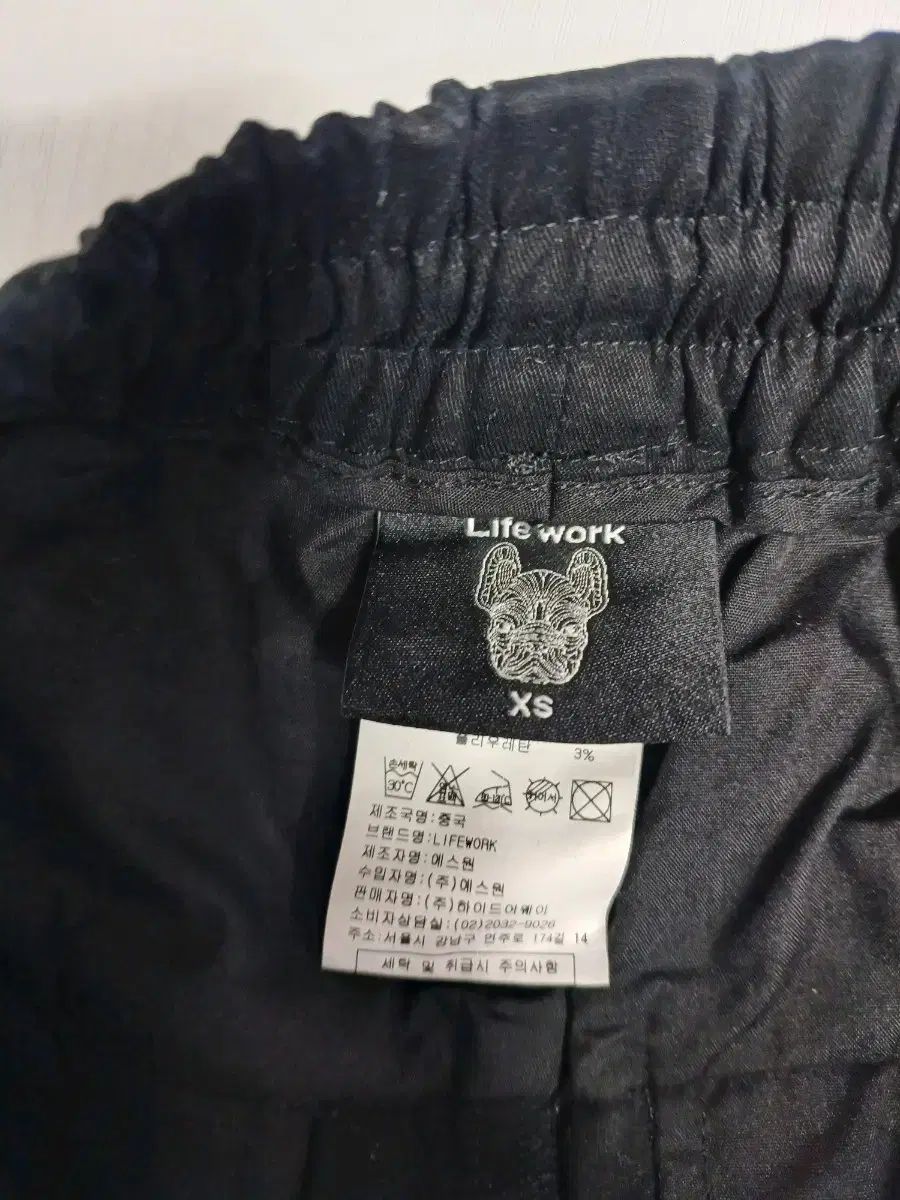 Life work
XS
폴리우레탄 3%
손세탁
30℃
제조국명:중국
브랜드명:LIFEWORK
제조자명:에스원
수입자명:(주)에스원
판매자명:(주)하이드어웨이
소비자상담실:(02)2032-9026
주소:서울시 강남구 언주로 174길 14
세탁 및 취급시 주의사항